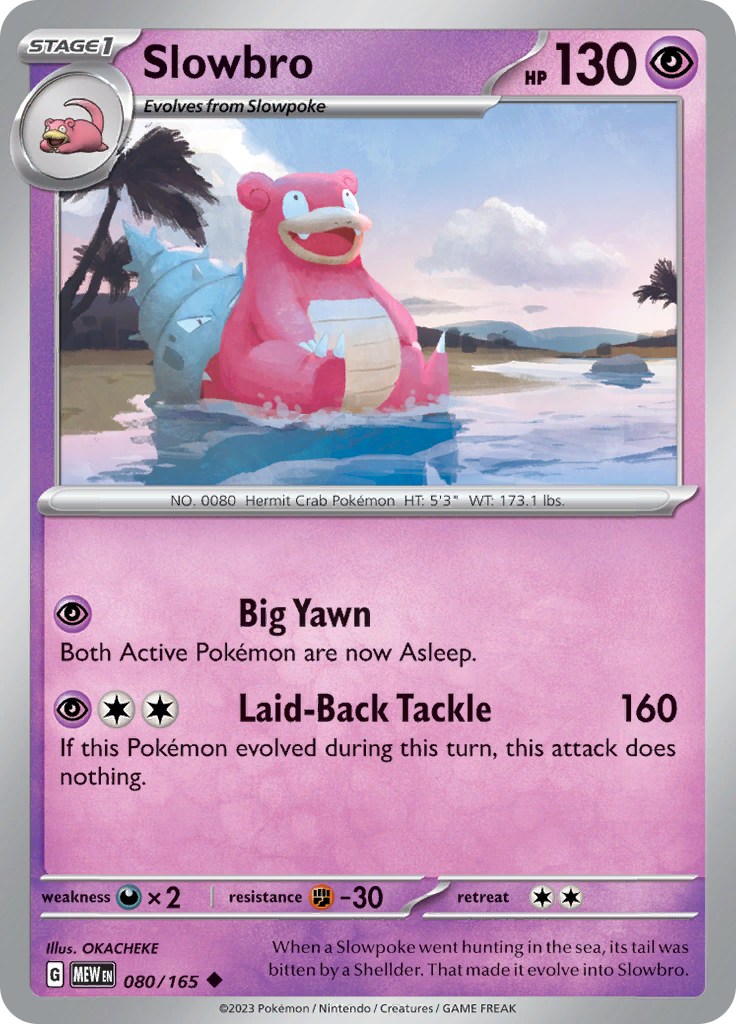 STAGE 1
Slowbro
HP 130
Evolves from Slowpoke
NO. 0080 Hermit Crab Pokémon HT: 5'3" WT: 173.1 lbs.
Big Yawn
Both Active Pokémon are now Asleep.
Laid-Back Tackle 160
If this Pokémon evolved during this turn, this attack does
nothing.
weakness ×2 resistance -30 retreat
Illus. OKACHEKE
When a Slowpoke went hunting in the sea, its tail was
bitten by a Shellder. That made it evolve into Slowbro.
G MEW EN 080/165
©2023 Pokémon / Nintendo / Creatures / GAME FREAK